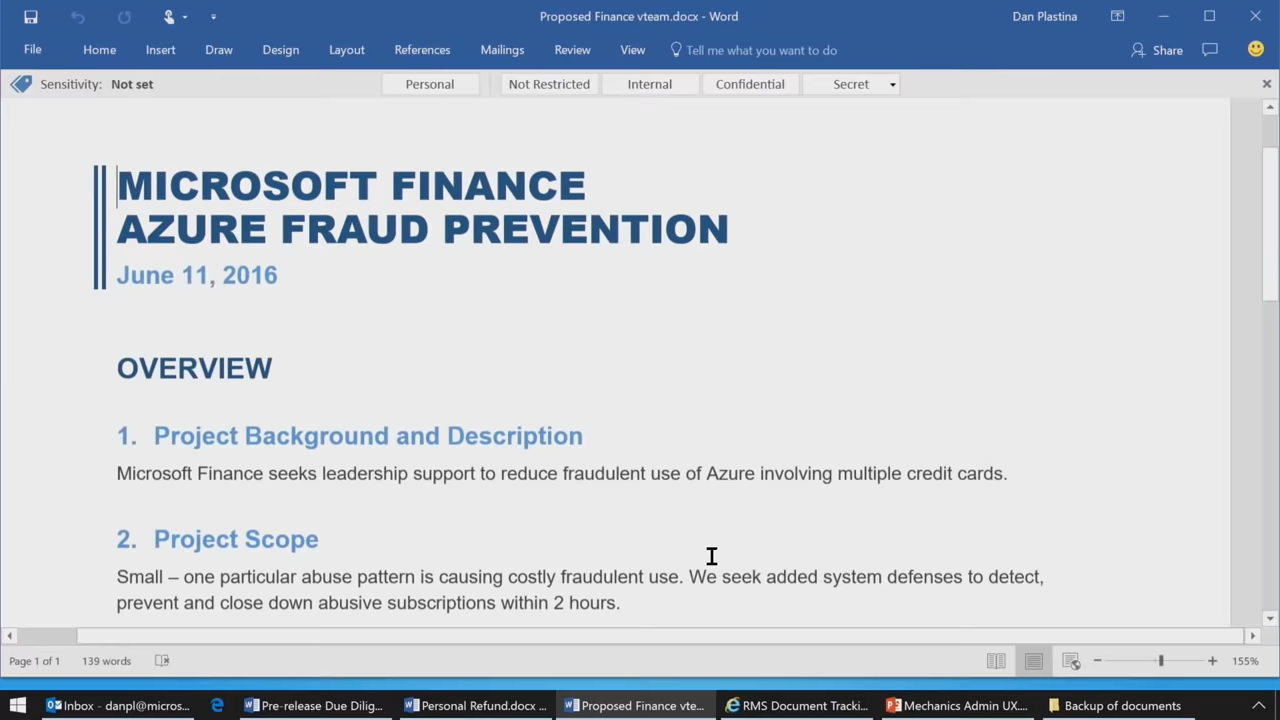 Proposed Finance vteam.docx - Word
Dan Plastina
File Home Insert Draw Design Layout References Mailings Review View Tell me what you want to do Share
Sensitivity: Not set Personal Not Restricted Internal Confidential Secret
MICROSOFT FINANCE
AZURE FRAUD PREVENTION
June 11, 2016
OVERVIEW
1. Project Background and Description
Microsoft Finance seeks leadership support to reduce fraudulent use of Azure involving multiple credit cards.
2. Project Scope
Small – one particular abuse pattern is causing costly fraudulent use. We seek added system defenses to detect,
prevent and close down abusive subscriptions within 2 hours.
Page 1 of 1 139 words 155%
Inbox - danpl@micros... Pre-release Due Dilig... Personal Refund.docx ... Proposed Finance vte... RMS Document Tracki... Mechanics Admin UX.... Backup of documents